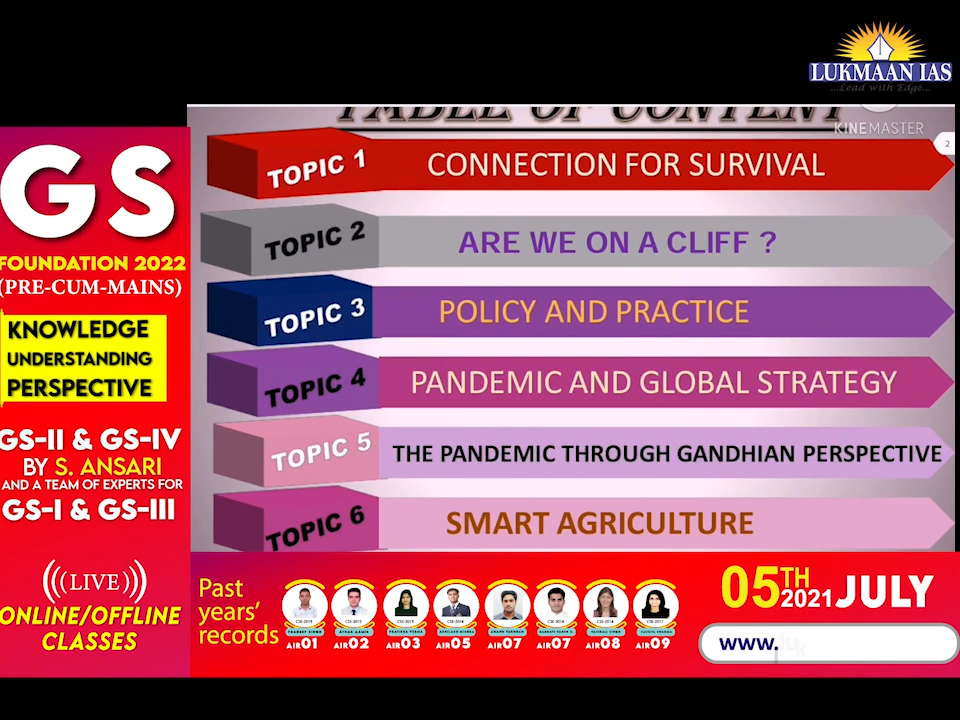 LUKMAAN IAS
...Lead with Edge...
TABLE OF CONTENT
KINEMASTER
2
TOPIC 1
CONNECTION FOR SURVIVAL
TOPIC 2
ARE WE ON A CLIFF ?
TOPIC 3
POLICY AND PRACTICE
TOPIC 4
PANDEMIC AND GLOBAL STRATEGY
TOPIC 5
THE PANDEMIC THROUGH GANDHIAN PERSPECTIVE
TOPIC 6
SMART AGRICULTURE
GS
FOUNDATION 2022
(PRE-CUM-MAINS)
KNOWLEDGE
UNDERSTANDING
PERSPECTIVE
GS-II & GS-IV
BY S. ANSARI
AND A TEAM OF EXPERTS FOR
GS-I & GS-III
((( LIVE )))
ONLINE/OFFLINE
CLASSES
Past
years'
records
AIR01
AIR02
AIR03
AIR05
AIR07
AIR07
AIR08
AIR09
05TH 2021 JULY
www.